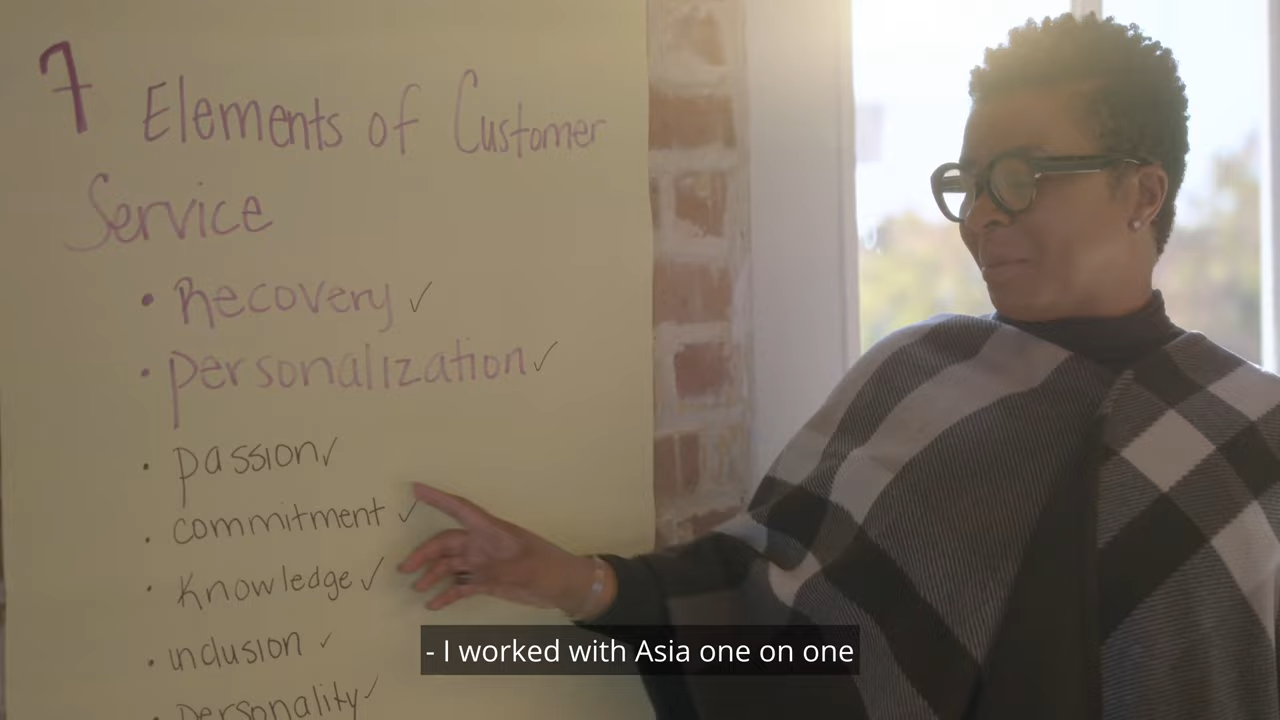 7 Elements of Customer
Service
• Recovery ✓
• personalization ✓
• passion ✓
• commitment ✓
• Knowledge ✓
• inclusion ✓
• Personality ✓
- I worked with Asia one on one